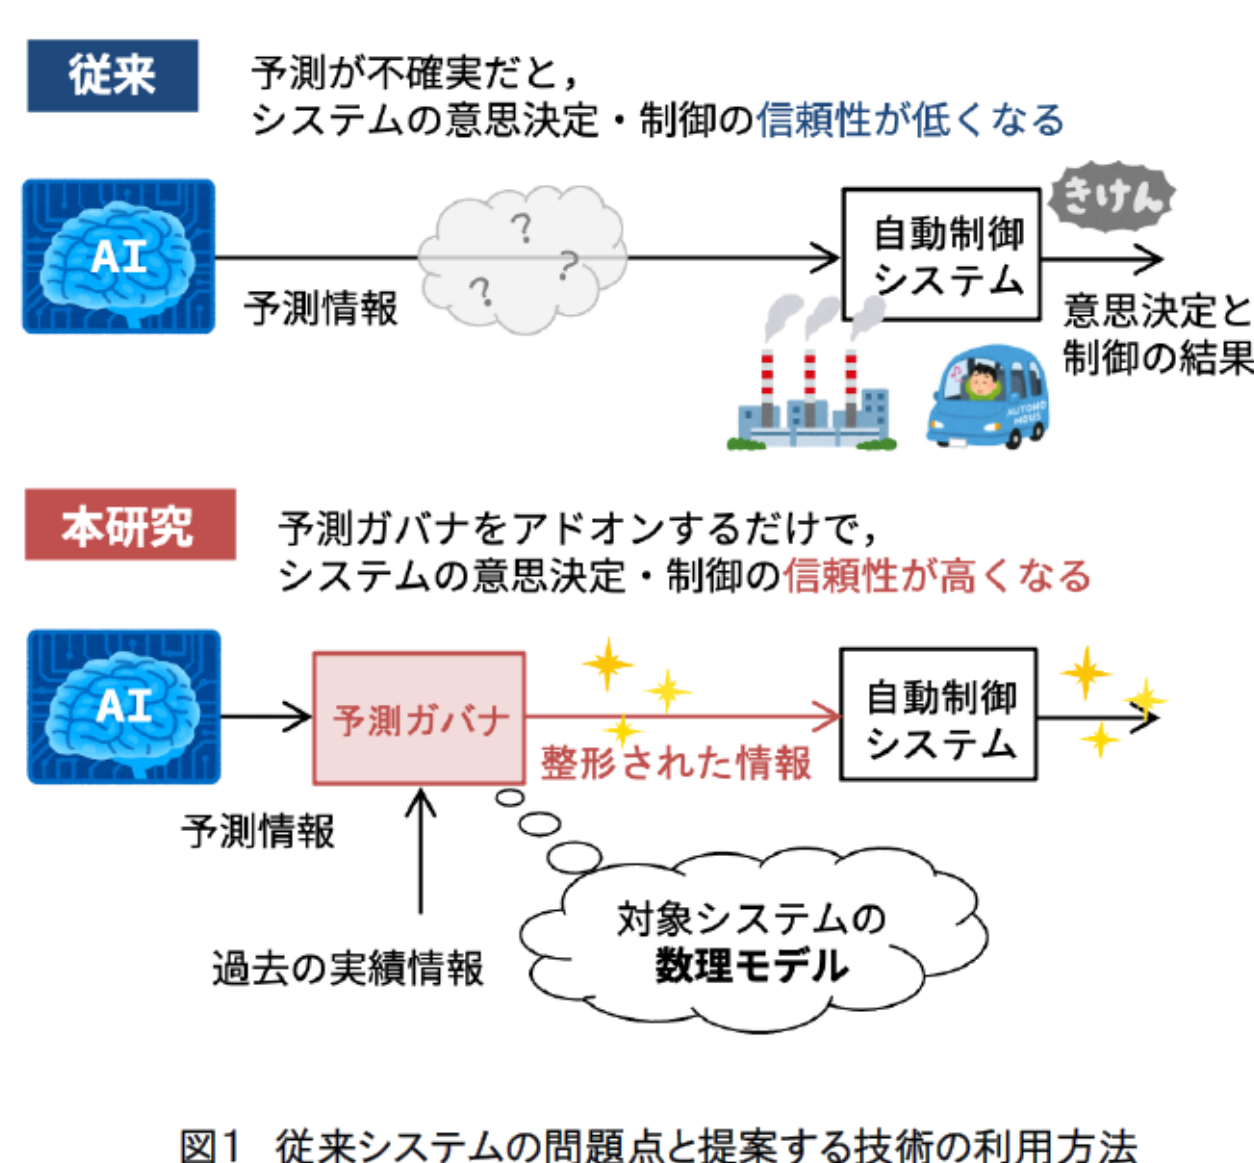 従来
予測が不確実だと，
システムの意思決定・制御の信頼性が低くなる
きけん
AI
?
?
?
自動制御
システム
予測情報
意思決定と
制御の結果
AUTONO
MOUS
本研究
予測ガバナをアドオンするだけで，
システムの意思決定・制御の信頼性が高くなる
AI
予測ガバナ
自動制御
システム
整形された情報
予測情報
対象システムの
数理モデル
過去の実績情報
図1　従来システムの問題点と提案する技術の利用方法